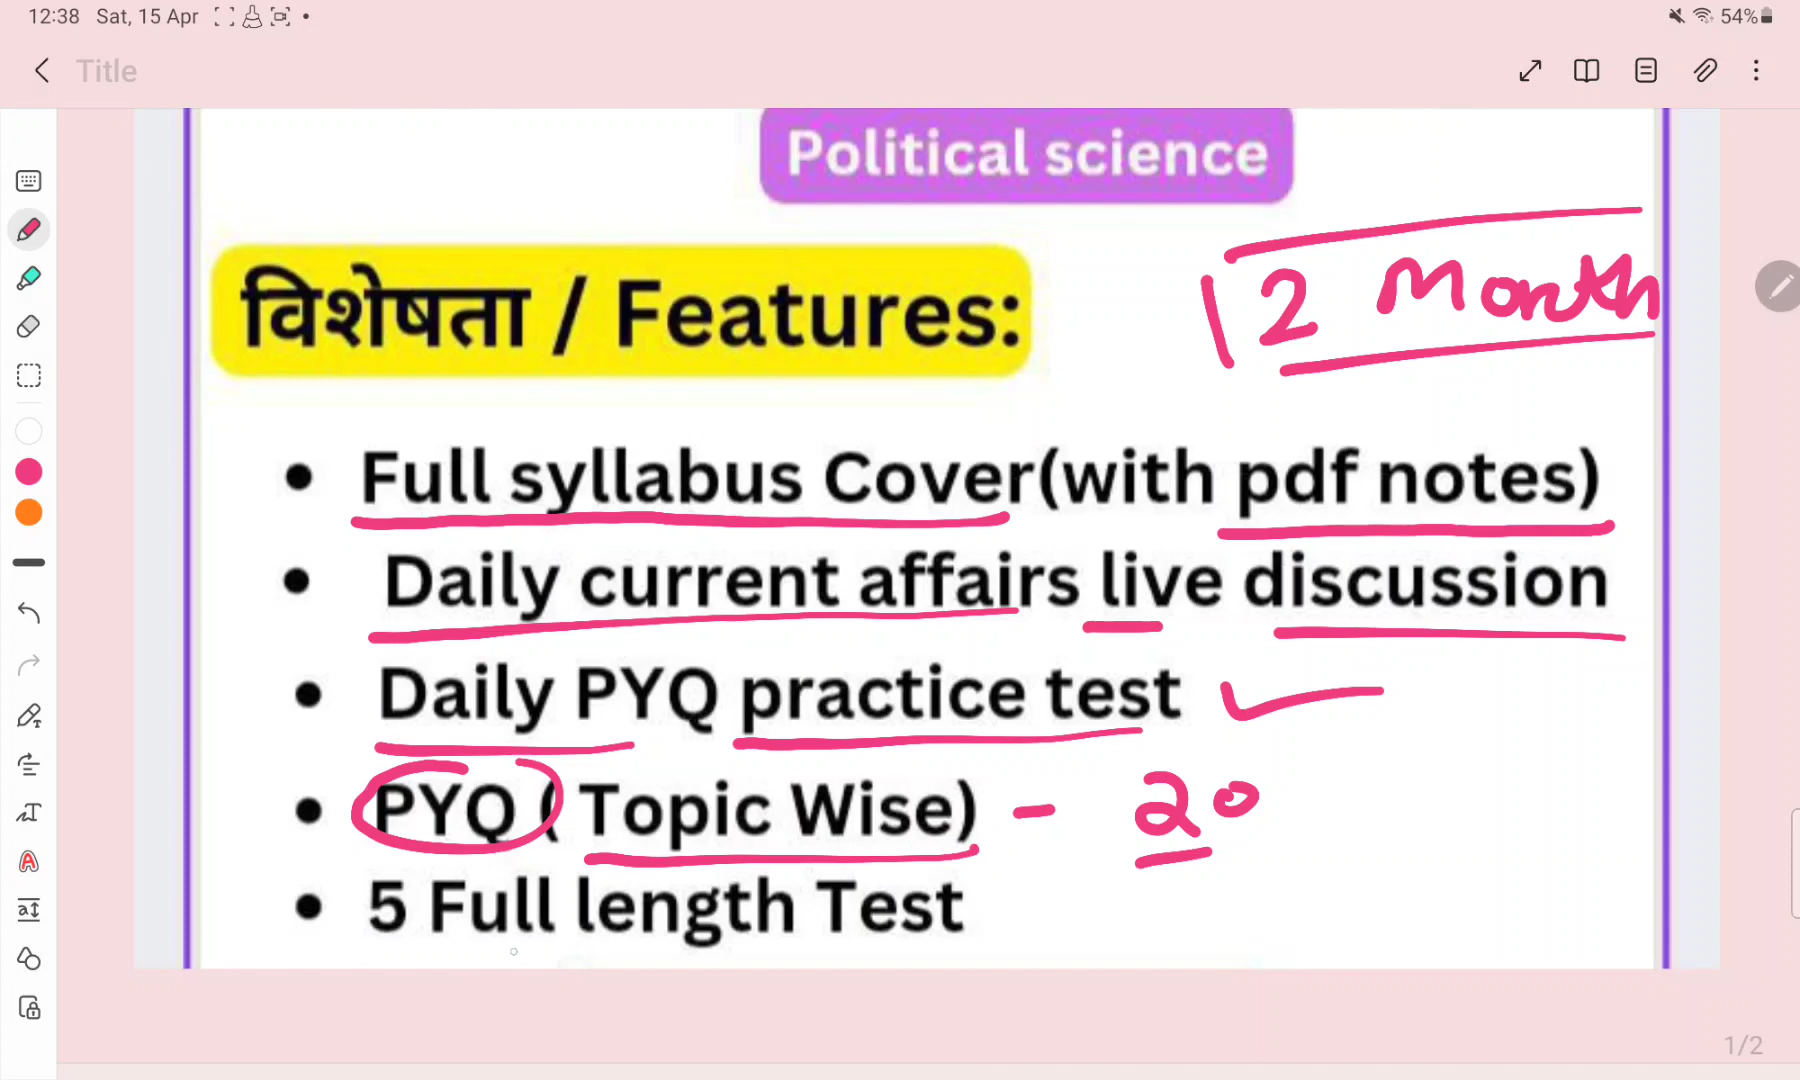 12:38 Sat, 15 Apr 54%
Title
Political science
विशेषता / Features:
12 Month
Full syllabus Cover(with pdf notes)
Daily current affairs live discussion
Daily PYQ practice test
PYQ ( Topic Wise) - 20
5 Full length Test
1/2